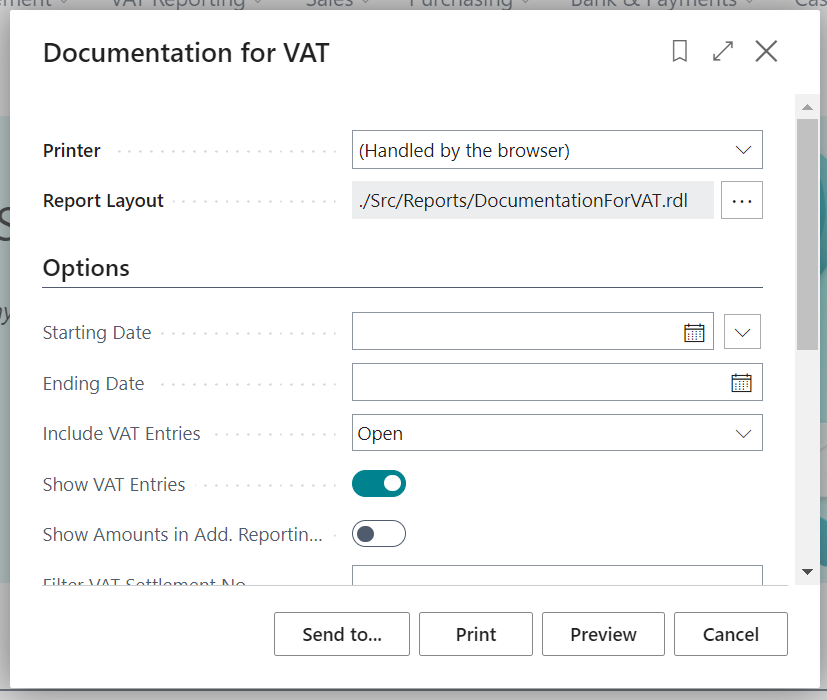 VAT Reporting
Sales
Purchasing
Bank & Payments
Documentation for VAT
Printer
(Handled by the browser)
Report Layout
./Src/Reports/DocumentationForVAT.rdl
...
Options
Starting Date
Ending Date
Include VAT Entries
Open
Show VAT Entries
Show Amounts in Add. Reportin...
Filter VAT Settlement No
Send to...
Print
Preview
Cancel